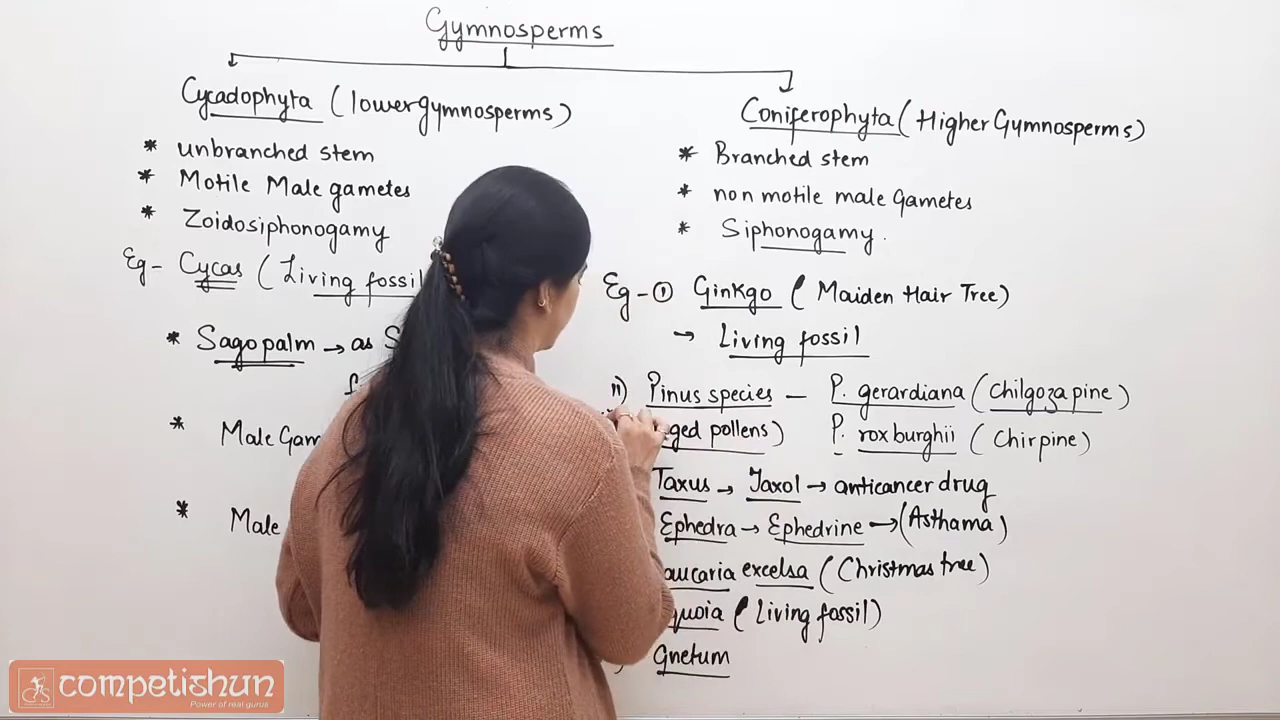 Gymnosperms
Cycadophyta (lowergymnosperms)
* unbranched stem
* Motile Male gametes
* Zoidosiphonogamy
Eg- Cycas (Living fossil
* Sagopalm → as
* Male
* Male
Coniferophyta (Higher Gymnosperms)
* Branched stem
* non motile male Gametes
* Siphonogamy.
Eg - ① Ginkgo (Maiden Hair Tree)
→ Living fossil
ii) Pinus species — P. gerardiana (Chilgoza pine)
ged pollens) P. roxburghii (Chirpine)
Taxus → Taxol → anticancer drug
Ephedra → Ephedrine → (Asthama)
aucaria excelsa (Christmas tree)
quoia (Living fossil)
Gnetum
competishun
Power of real gurus